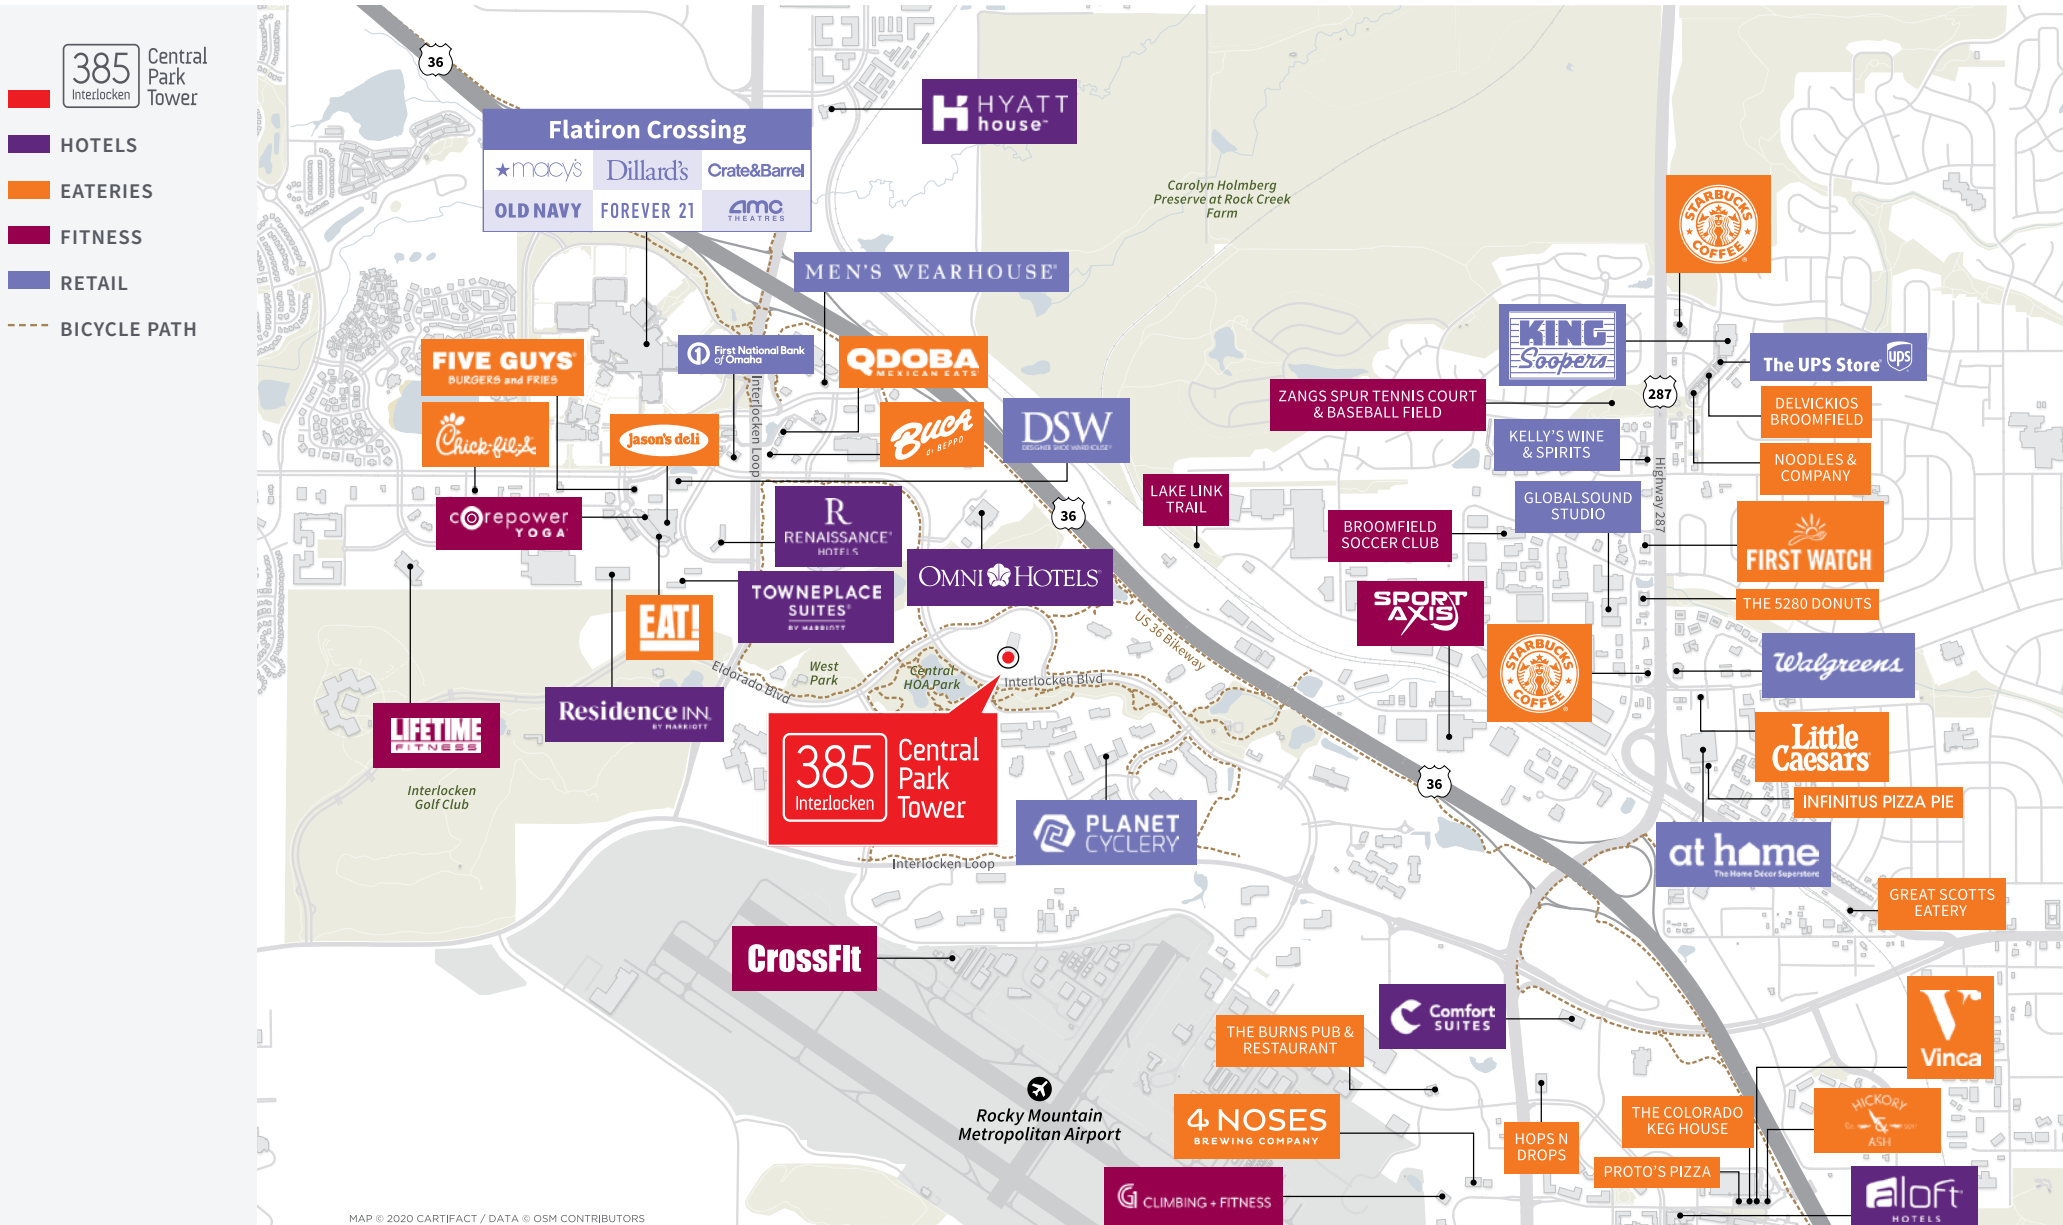 385
Interlocken
Central
Park
Tower
HOTELS
EATERIES
FITNESS
RETAIL
BICYCLE PATH
36
HYATT
house™
Flatiron Crossing
macy's
Dillard's
Crate&Barrel
OLD NAVY
FOREVER 21
amc
THEATRES
Carolyn Holmberg
Preserve at Rock Creek
Farm
STARBUCKS
COFFEE
MEN'S WEARHOUSE
KING
Soopers
First National Bank
of Omaha
QDOBA
MEXICAN EATS
FIVE GUYS
BURGERS and FRIES
The UPS Store
ups
287
ZANGS SPUR TENNIS COURT
& BASEBALL FIELD
DELVICKIOS
BROOMFIELD
Interlocken Loop
Chick-fil-A
Jason's deli
BUCA
di BEPPO
DSW
DESIGNER SHOE WAREHOUSE
KELLY'S WINE
& SPIRITS
NOODLES &
COMPANY
Highway 287
LAKE LINK
TRAIL
GLOBALSOUND
STUDIO
corepower
YOGA
R
RENAISSANCE
HOTELS
36
BROOMFIELD
SOCCER CLUB
FIRST WATCH
OMNI HOTELS
TOWNEPLACE
SUITES
BY MARRIOTT
EAT!
SPORT
AXIS
THE 5280 DONUTS
US 36 Bikeway
West
Park
Central
HOA Park
Eldorado Blvd
Interlocken Blvd
STARBUCKS
COFFEE
Walgreens
LIFETIME
FITNESS
Residence INN
BY MARRIOTT
385
Interlocken
Central
Park
Tower
Little
Caesars
36
Interlocken
Golf Club
INFINITUS PIZZA PIE
PLANET
CYCLERY
at home
The Home Décor Superstore
Interlocken Loop
GREAT SCOTTS
EATERY
CrossFit
Comfort
SUITES
THE BURNS PUB &
RESTAURANT
Vinca
Rocky Mountain
Metropolitan Airport
4 NOSES
BREWING COMPANY
HOPS N
DROPS
THE COLORADO
KEG HOUSE
HICKORY
ASH
PROTO'S PIZZA
G CLIMBING + FITNESS
aloft
HOTELS
MAP © 2020 CARTIFACT / DATA © OSM CONTRIBUTORS